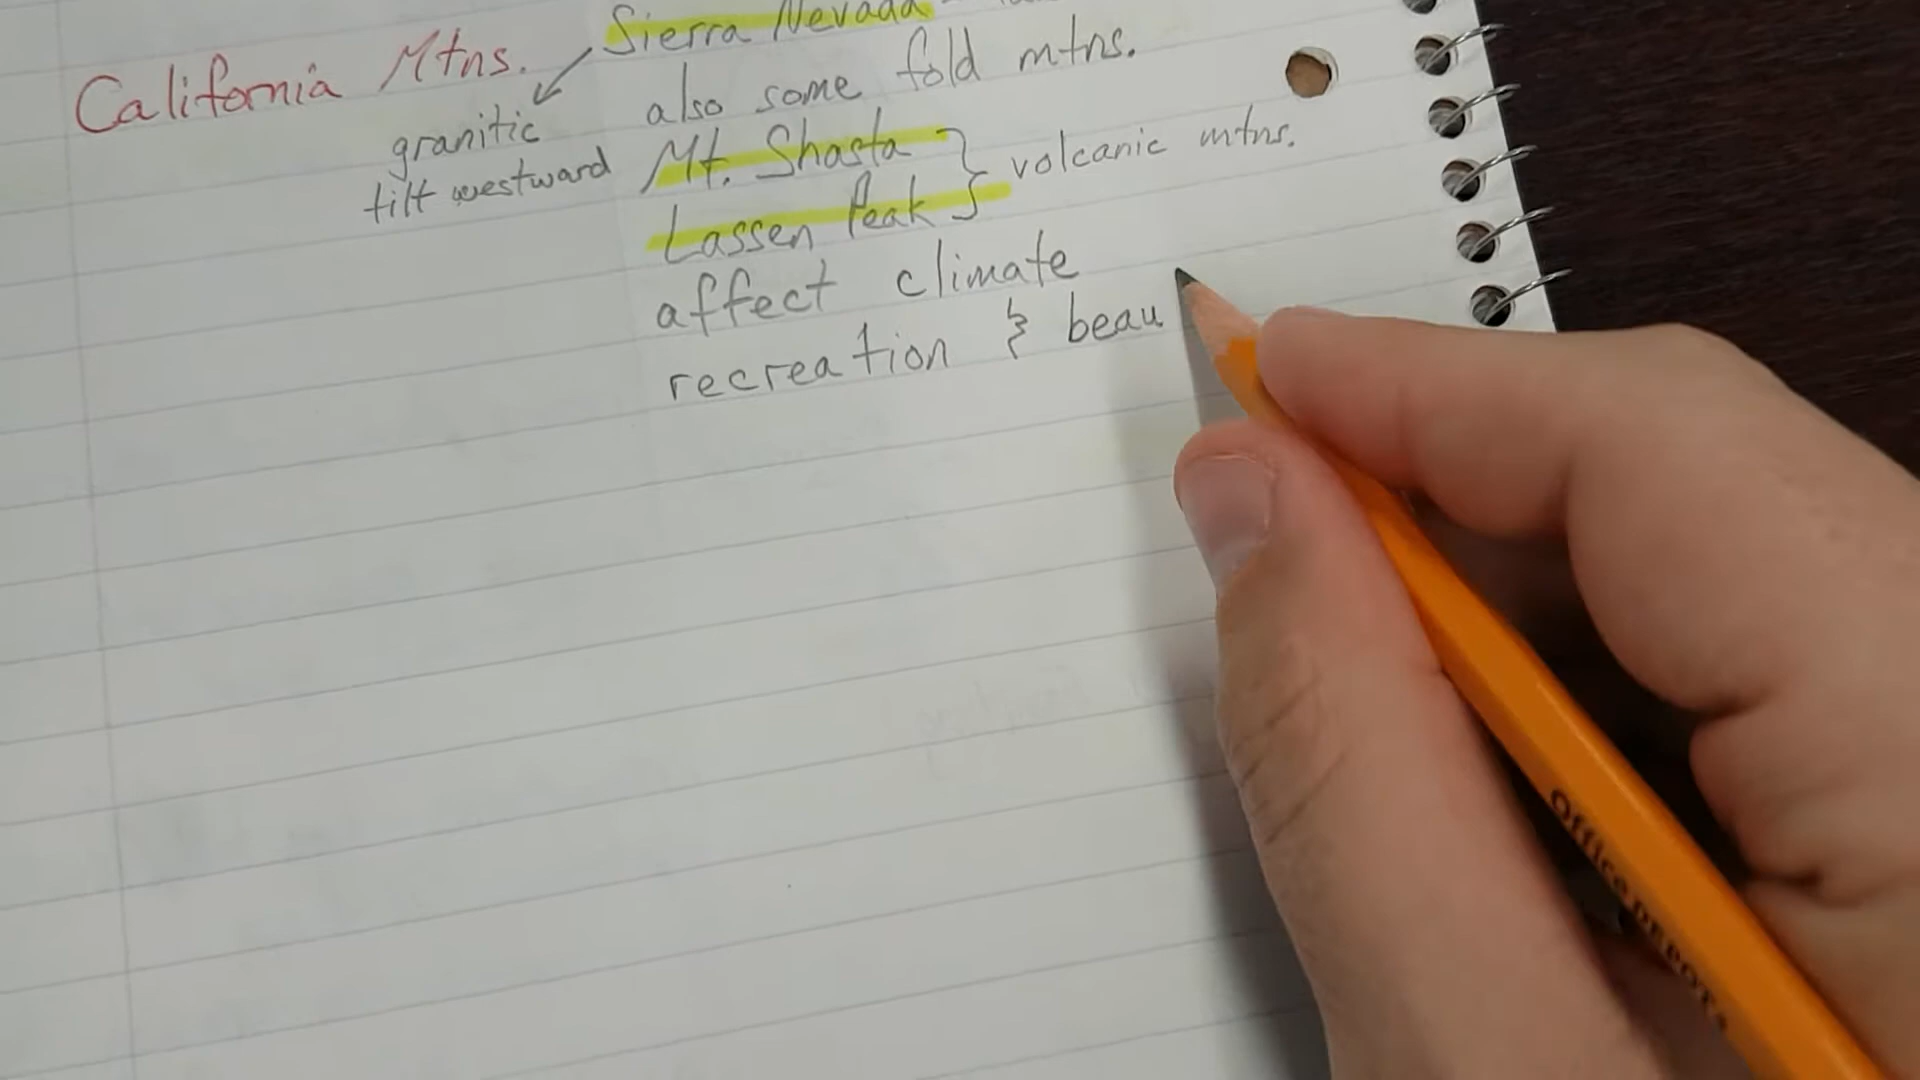 Sierra Nevada
California Mtns.
also some fold mtns.
granitic
tilt westward
Mt. Shasta
Lassen Peak
volcanic mtns.
affect climate
recreation & beau
Office DEPOT